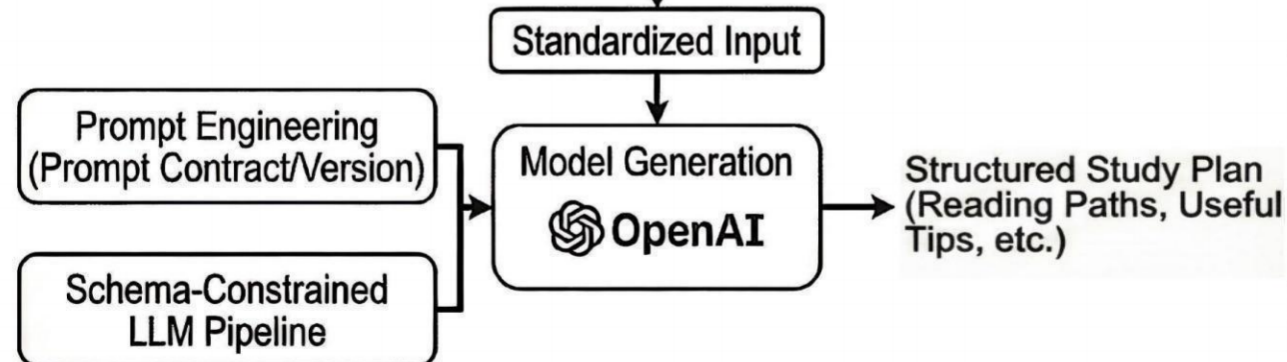 Standardized Input
Prompt Engineering
(Prompt Contract/Version)
Model Generation
OpenAI
Structured Study Plan
(Reading Paths, Useful
Tips, etc.)
Schema-Constrained
LLM Pipeline